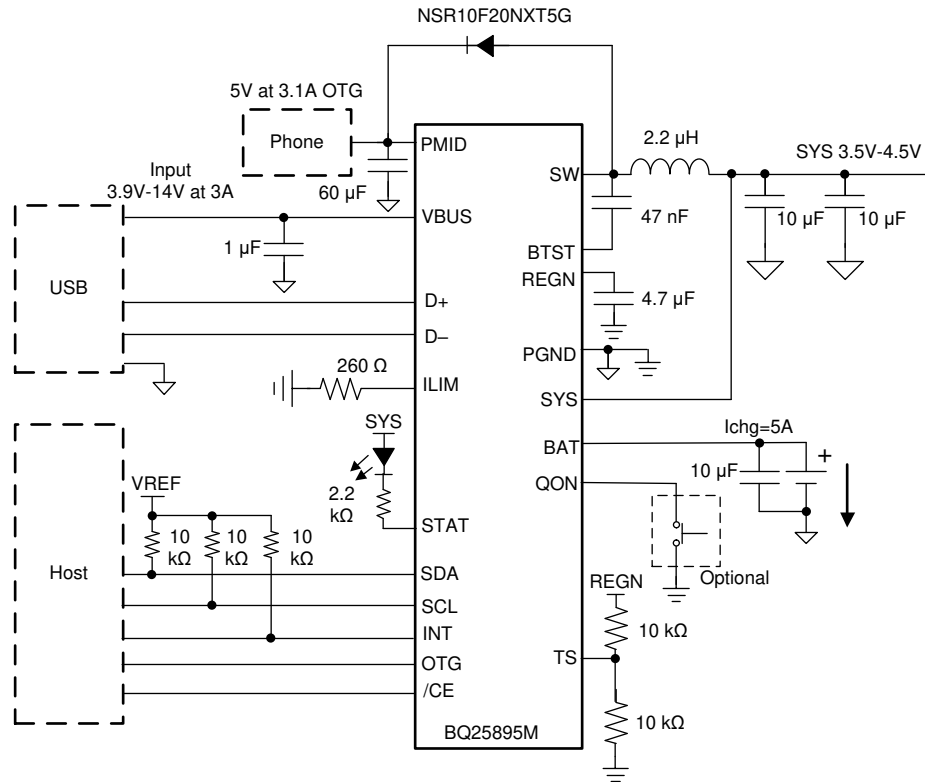 NSR10F20NXT5G
5V at 3.1A OTG
Phone
PMID
60 µF
Input
3.9V-14V at 3A
VBUS
1 µF
USB
D+
D–
ILIM
260 Ω
SYS
2.2
kΩ
STAT
VREF
10
kΩ
10
kΩ
10
kΩ
Host
SDA
SCL
INT
OTG
/CE
BQ25895M
SW
2.2 µH
SYS 3.5V-4.5V
47 nF
10 µF
10 µF
BTST
REGN
4.7 µF
PGND
SYS
BAT
Ichg=5A
10 µF
+
QON
Optional
REGN
10 kΩ
TS
10 kΩ